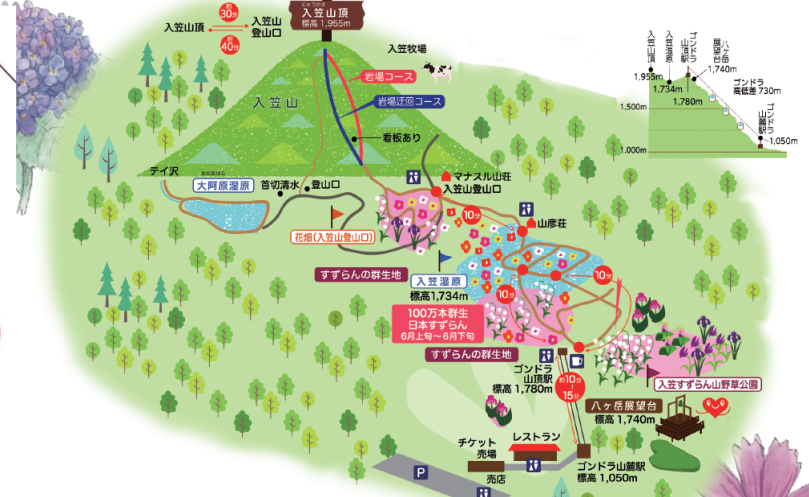 約
30分
入笠山頂
入笠山
登山口
約
40分
にゅうかさ
入笠山頂
標高1,955m
入笠牧場
岩場コース
入笠山
岩場迂回コース
看板あり
テイ沢
大阿原湿原
首切清水
登山口
マナスル山荘
入笠山登山口
花畑(入笠山登山口)
10分
山彦荘
すずらんの群生地
入笠湿原
標高1,734m
10分
10分
100万本群生
日本すずらん
6月上旬～6月下旬
すずらんの群生地
ゴンドラ
山頂駅
標高1,780m
約10分
～
15分
入笠すずらん山野草公園
八ヶ岳展望台
標高1,740m
チケット
売場
レストラン
P
売店
ゴンドラ山麓駅
標高1,050m
入笠山頂
1,955m
入笠湿原
1,734m
ゴンドラ
山頂駅
1,780m
八ヶ岳
展望台
1,740m
ゴンドラ
高低差730m
ゴンドラ
山麓駅
1,050m
1,500m
1,000m